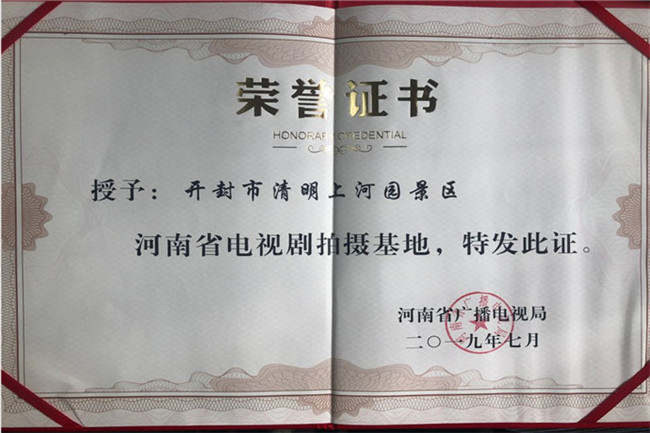 荣誉证书
HONORARY CREDENTIAL
授予：开封市清明上河园景区
河南省电视剧拍摄基地，特发此证。
河南省广播电视局
二〇一九年七月